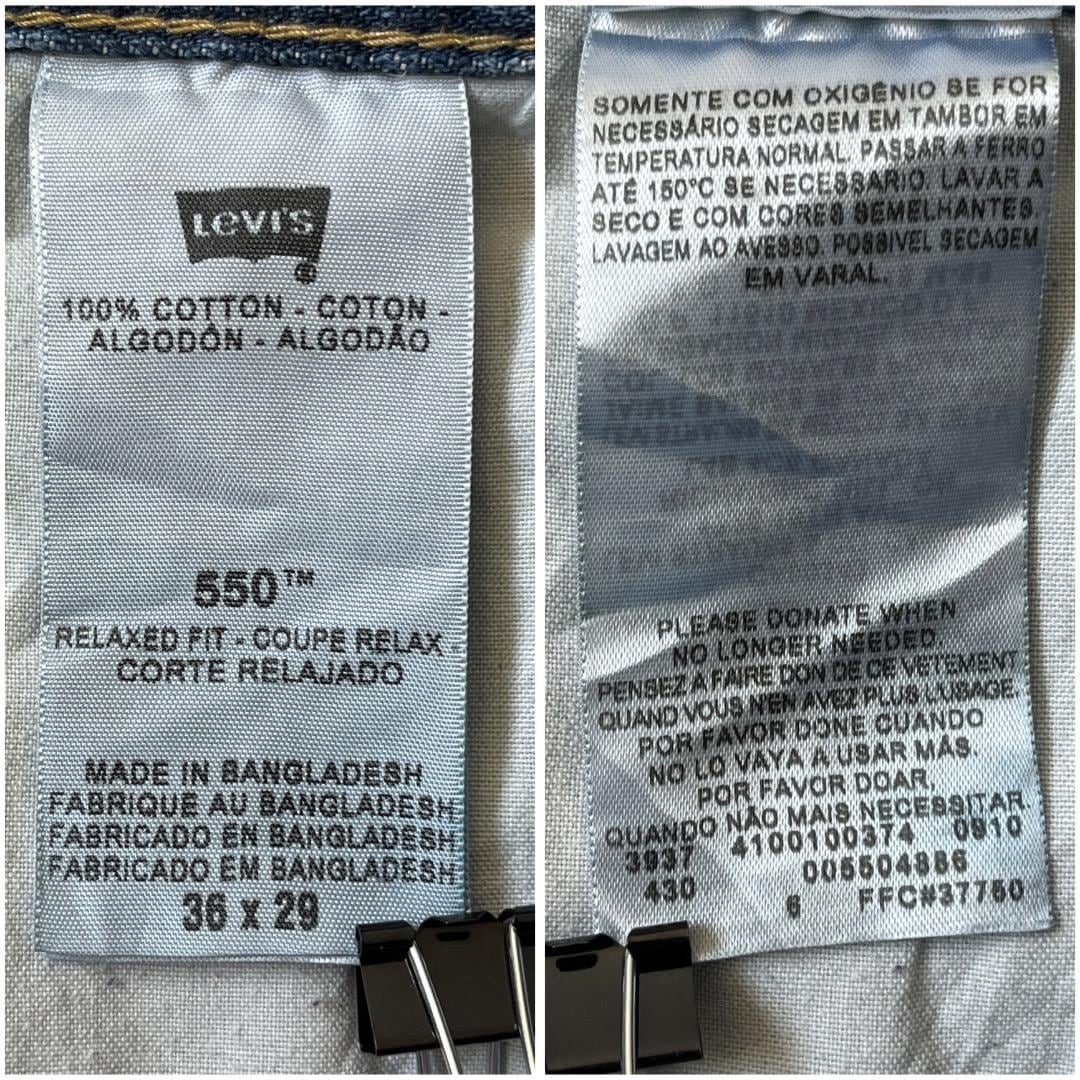 Levi's
®
100% COTTON - COTON -
ALGODÓN - ALGODÃO
550™
RELAXED FIT - COUPE RELAX -
CORTE RELAJADO
MADE IN BANGLADESH
FABRIQUE AU BANGLADESH
FABRICADO EN BANGLADESH
FABRICADO EM BANGLADESH
36 x 29
SOMENTE COM OXIGÊNIO SE FOR
NECESSÁRIO SECAGEM EM TAMBOR EM
TEMPERATURA NORMAL. PASSAR A FERRO
ATÉ 150°C SE NECESSARIO. LAVAR A
SECO E COM CORES SEMELHANTES.
LAVAGEM AO AVESSO. POSSIVEL SECAGEM
EM VARAL.
PLEASE DONATE WHEN
NO LONGER NEEDED.
PENSEZ A FAIRE DON DE CE VETEMENT
QUAND VOUS N'EN AVEZ PLUS L'USAGE.
POR FAVOR DONE CUANDO
NO LO VAYA A USAR MÁS.
POR FAVOR DOAR,
QUANDO NÃO MAIS NECESSITAR.
3937 4100100374 0910
005504886
430 6 FFC#37750